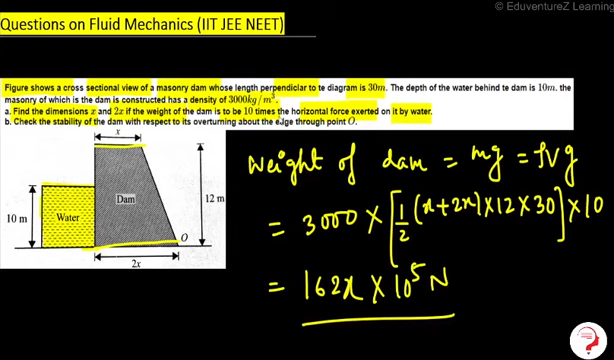 © EduventureZ Learning
Questions on Fluid Mechanics (IIT JEE NEET)
Figure shows a cross sectional view of a masonry dam whose length perpendiclar to te diagram is 30m. The depth of the water behind te dam is 10m. the
masonry of which is the dam is constructed has a density of 3000kg/m³.
a. Find the dimensions x and 2x if the weight of the dam is to be 10 times the horizontal force exerted on it by water.
b. Check the stability of the dam with respect to its overturning about the edge through point O.
x
10 m
Water
Dam
12 m
O
2x
Weight of dam = mg = ρVg
= 3000 × [1/2 (x+2x) × 12 × 30] × 10
= 162x × 10⁵ N